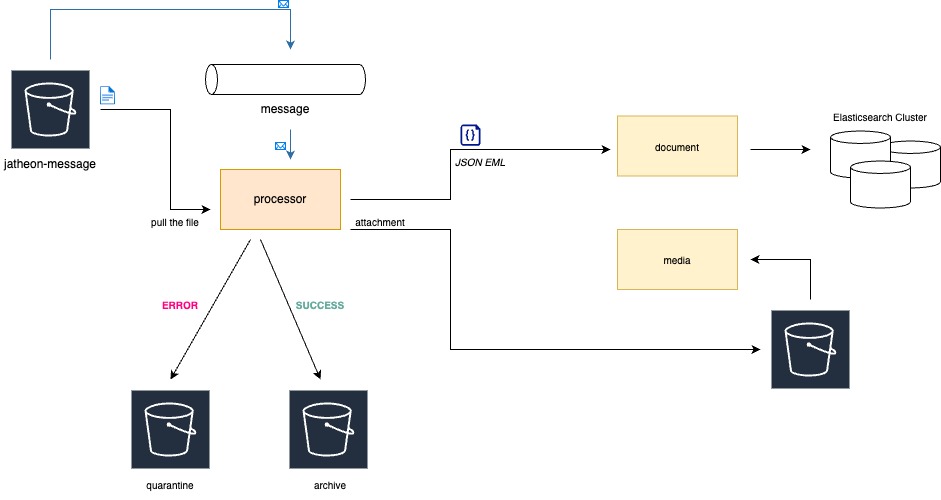 message
Elasticsearch Cluster
{}
document
JSON EML
jatheon-message
processor
pull the file
attachment
media
ERROR
SUCCESS
quarantine
archive